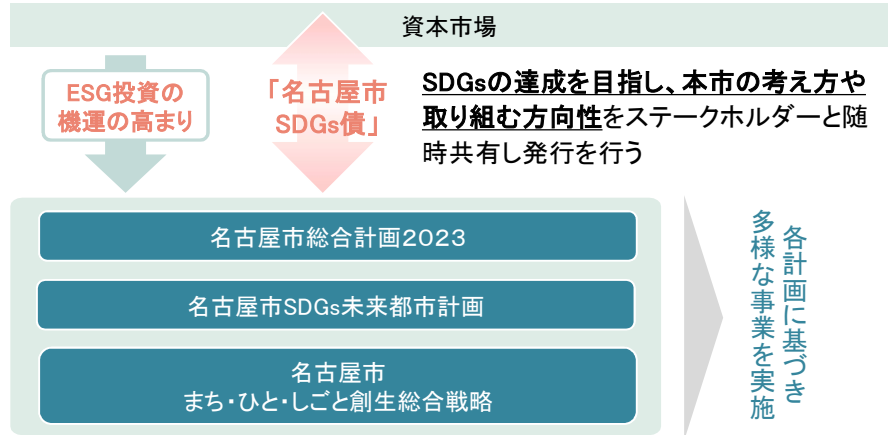 資本市場
ESG投資の
機運の高まり
「名古屋市
SDGs債」
SDGsの達成を目指し、本市の考え方や
取り組む方向性をステークホルダーと随
時共有し発行を行う
名古屋市総合計画2023
名古屋市SDGs未来都市計画
名古屋市
まち・ひと・しごと創生総合戦略
各計画に基づき
多様な事業を実施